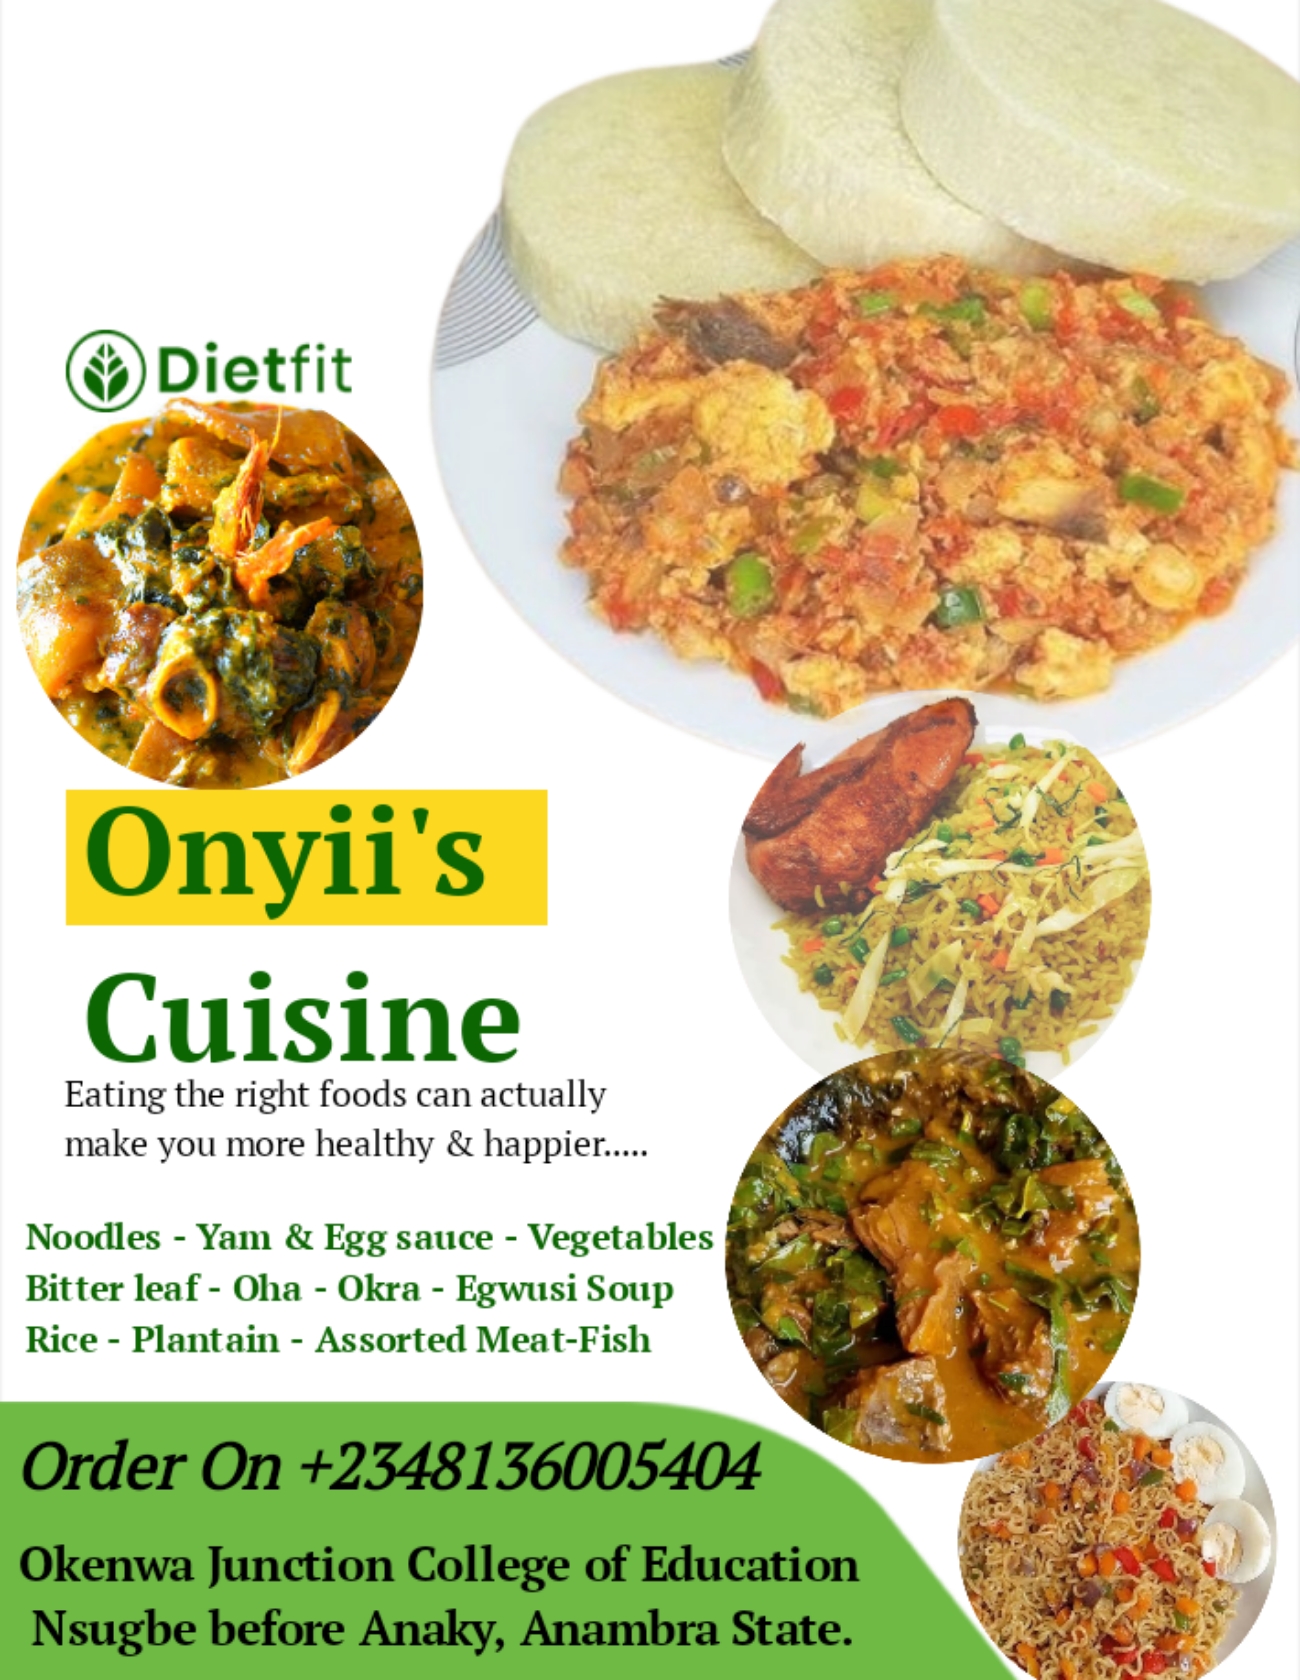 Dietfit
Onyii's
Cuisine
Eating the right foods can actually
make you more healthy & happier.....
Noodles - Yam & Egg sauce - Vegetables
Bitter leaf - Oha - Okra - Egwusi Soup
Rice - Plantain - Assorted Meat-Fish
Order On +2348136005404
Okenwa Junction College of Education
Nsugbe before Anaky, Anambra State.